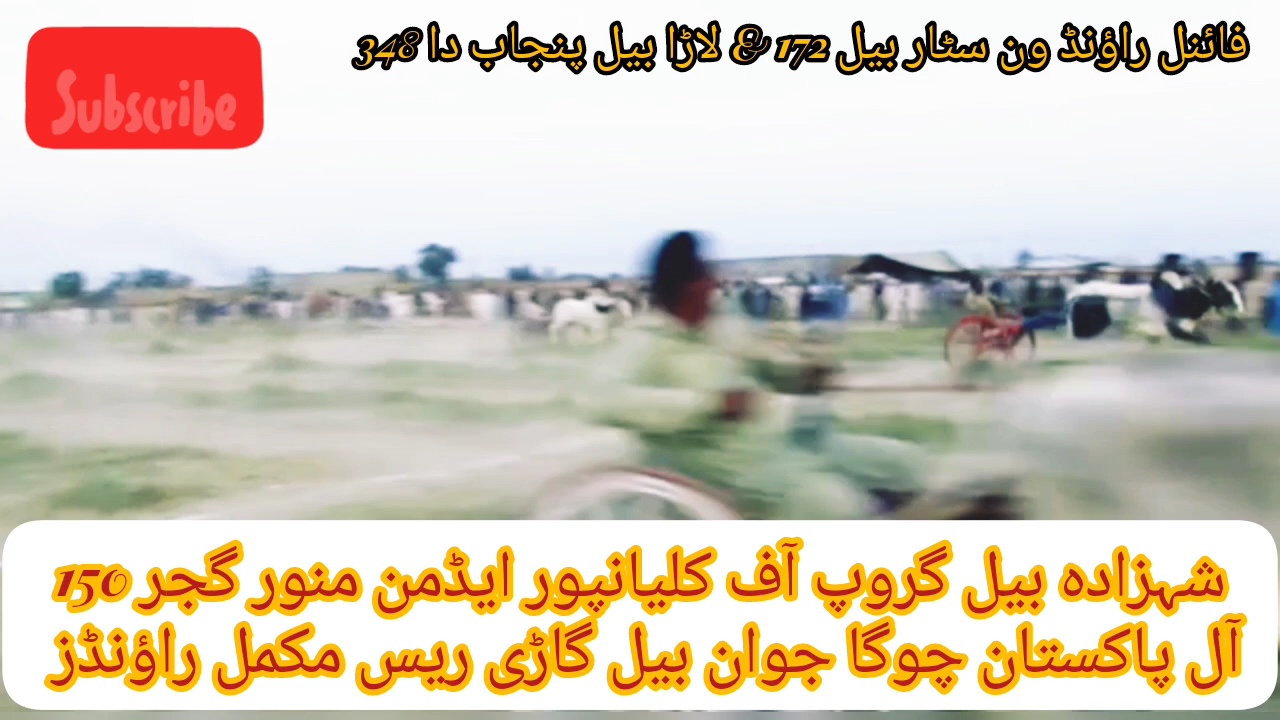 فائنل راؤنڈ ون سٹار بیل 172 & لاڑا بیل پنجاب دا 348
Subscribe
شہزادہ بیل گروپ آف کلیانپور ایڈمن منور گجر 150
آل پاکستان چوگا جوان بیل گاڑی ریس مکمل راؤنڈز